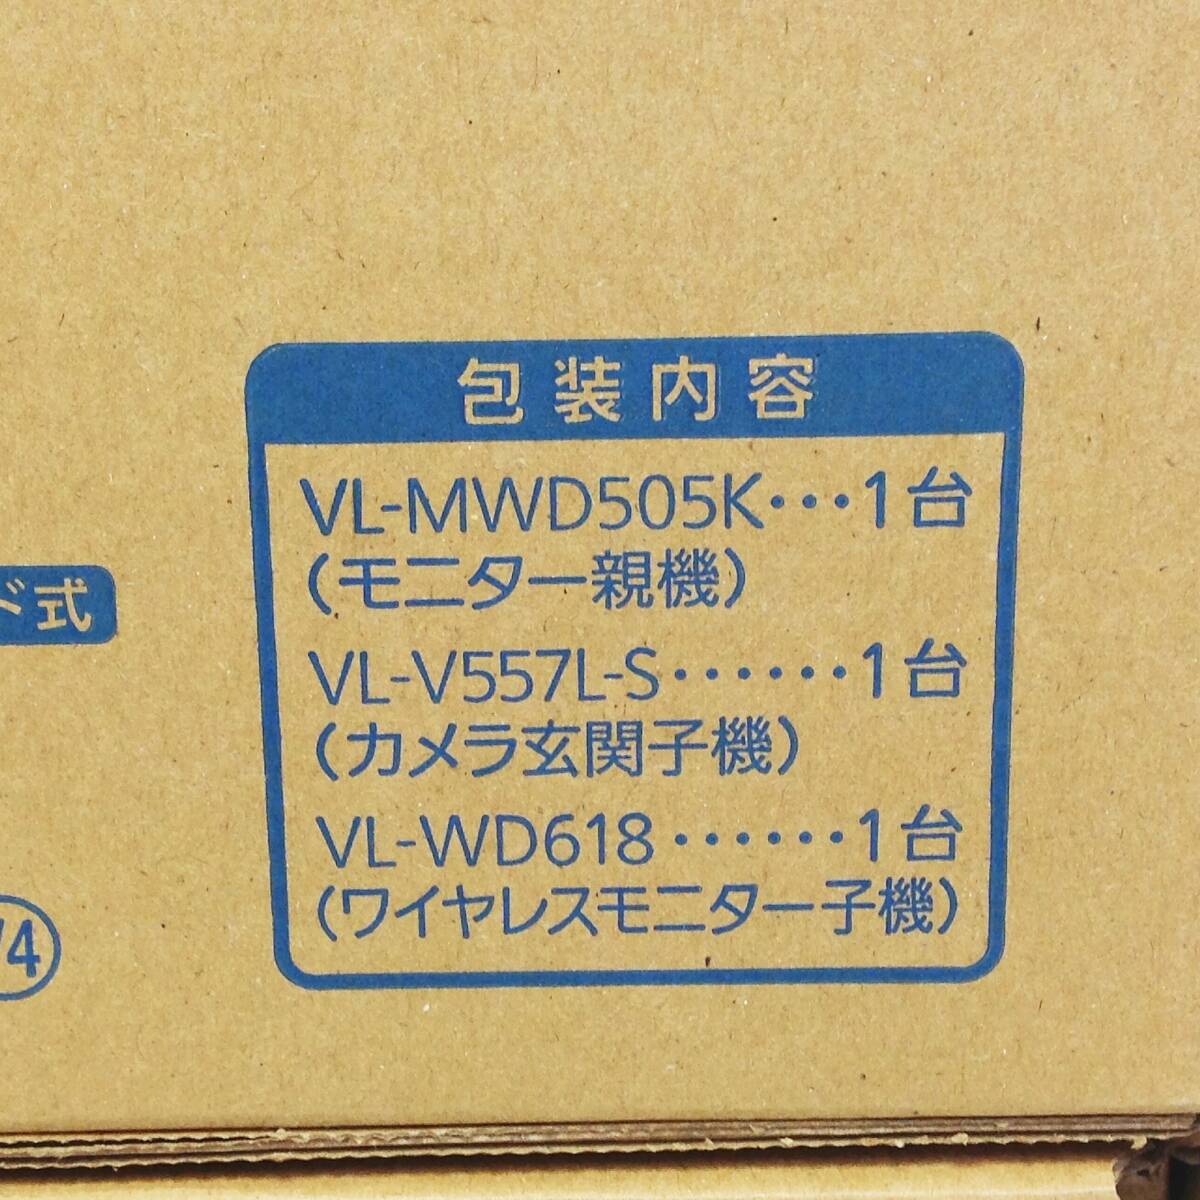 包装内容
VL-MWD505K・・・1台
(モニター親機)
VL-V557L-S・・・・・・1台
(カメラ玄関子機)
VL-WD618・・・・・・1台
(ワイヤレスモニター子機)
ド式
/4